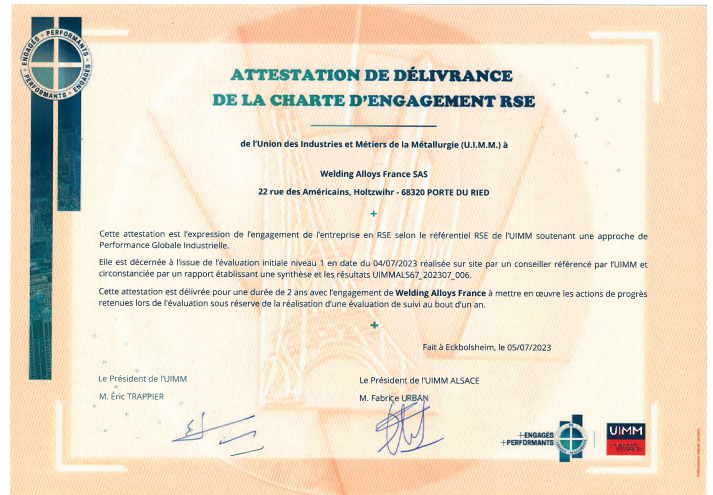 ENGAGÉS + PERFORMANTS + ENGAGÉS + PERFORMANTS +
ATTESTATION DE DÉLIVRANCE
DE LA CHARTE D'ENGAGEMENT RSE
de l'Union des Industries et Métiers de la Métallurgie (U.I.M.M.) à
Welding Alloys France SAS
22 rue des Américains, Holtzwihr - 68320 PORTE DU RIED
+
Cette attestation est l'expression de l'engagement de l'entreprise en RSE selon le référentiel RSE de l'UIMM soutenant une approche de
Performance Globale Industrielle.
Elle est décernée à l'issue de l'évaluation initiale niveau 1 en date du 04/07/2023 réalisée sur site par un conseiller référencé par l'UIMM et
circonstanciée par un rapport établissant une synthèse et les résultats UIMMALS67_202307_006.
Cette attestation est délivrée pour une durée de 2 ans avec l'engagement de Welding Alloys France à mettre en œuvre les actions de progrès
retenues lors de l'évaluation sous réserve de la réalisation d'une évaluation de suivi au bout d'un an.
+
Fait à Eckbolsheim, le 05/07/2023
Le Président de l'UIMM
M. Éric TRAPPIER
Le Président de l'UIMM ALSACE
M. Fabrice URBAN
+ENGAGÉS
+PERFORMANTS
UIMM